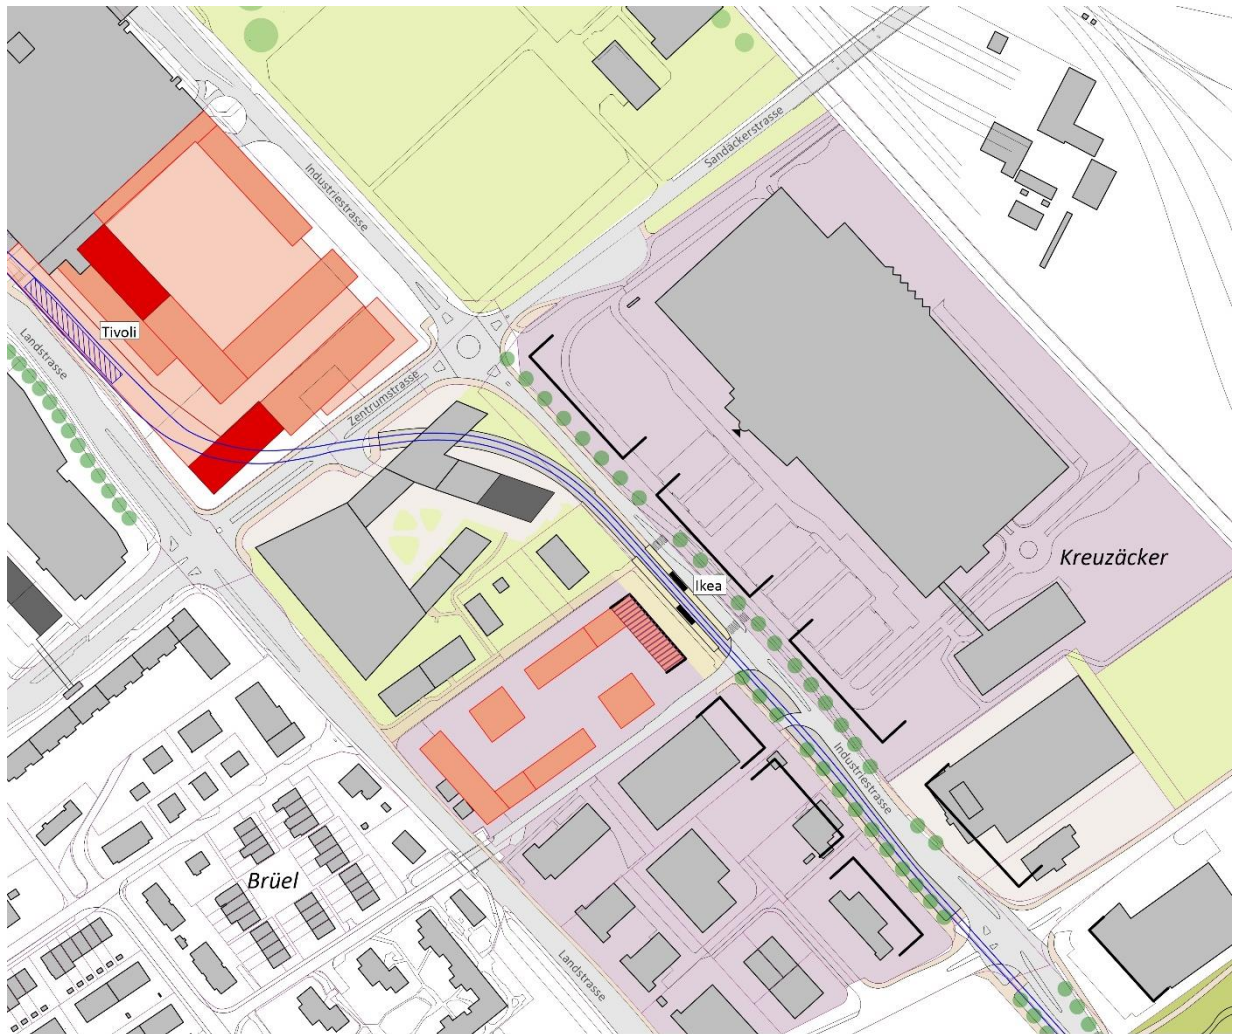 Sandäckerstrasse
Industriestrasse
Tivoli
Landstrasse
Zentrumstrasse
Kreuzäcker
Ikea
Industriestrasse
Brüel
Landstrasse